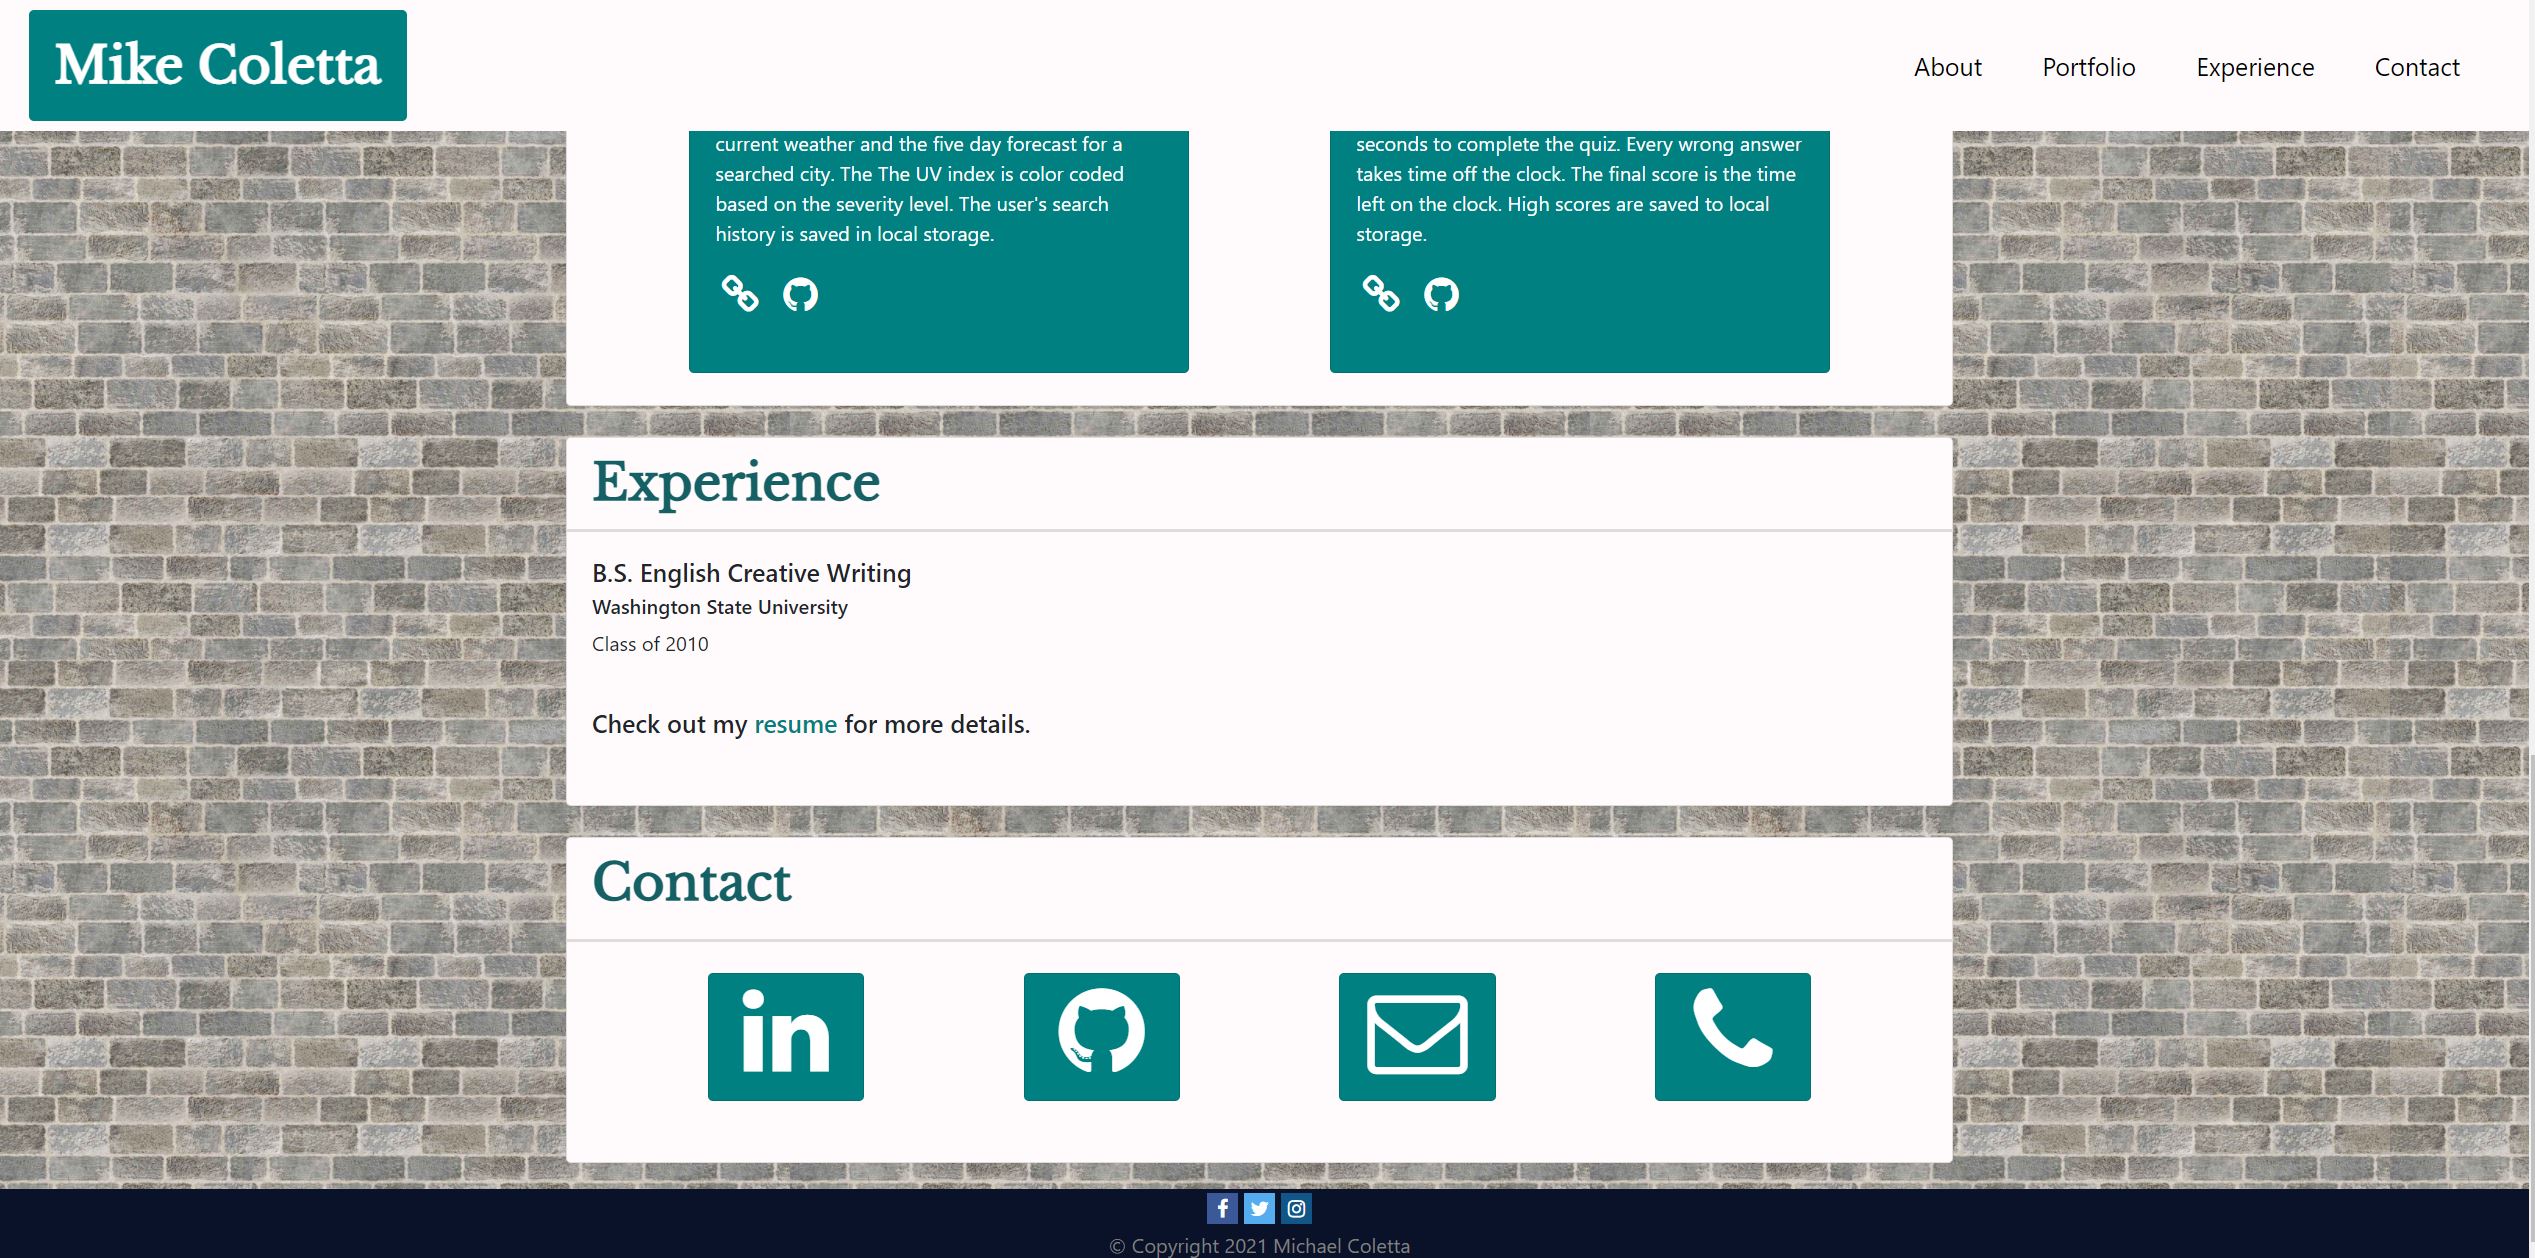 Mike Coletta
About Portfolio Experience Contact
current weather and the five day forecast for a
searched city. The The UV index is color coded
based on the severity level. The user's search
history is saved in local storage.
seconds to complete the quiz. Every wrong answer
takes time off the clock. The final score is the time
left on the clock. High scores are saved to local
storage.
Experience
B.S. English Creative Writing
Washington State University
Class of 2010
Check out my resume for more details.
Contact
in
© Copyright 2021 Michael Coletta